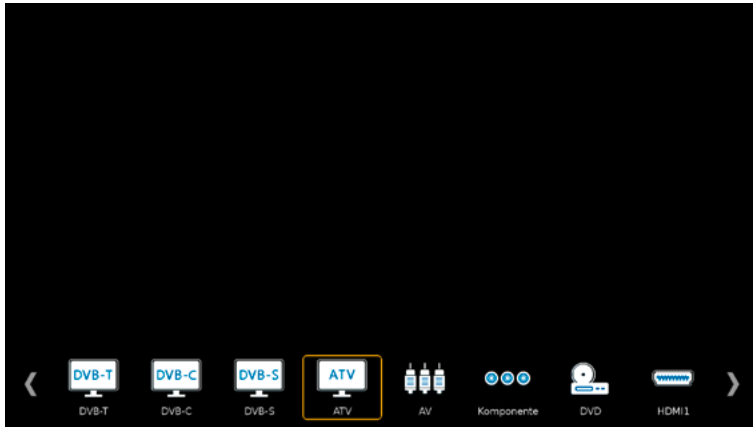 DVB-T DVB-C DVB-S ATV
DVB-T DVB-C DVB-S ATV AV Komponente DVD HDMI1